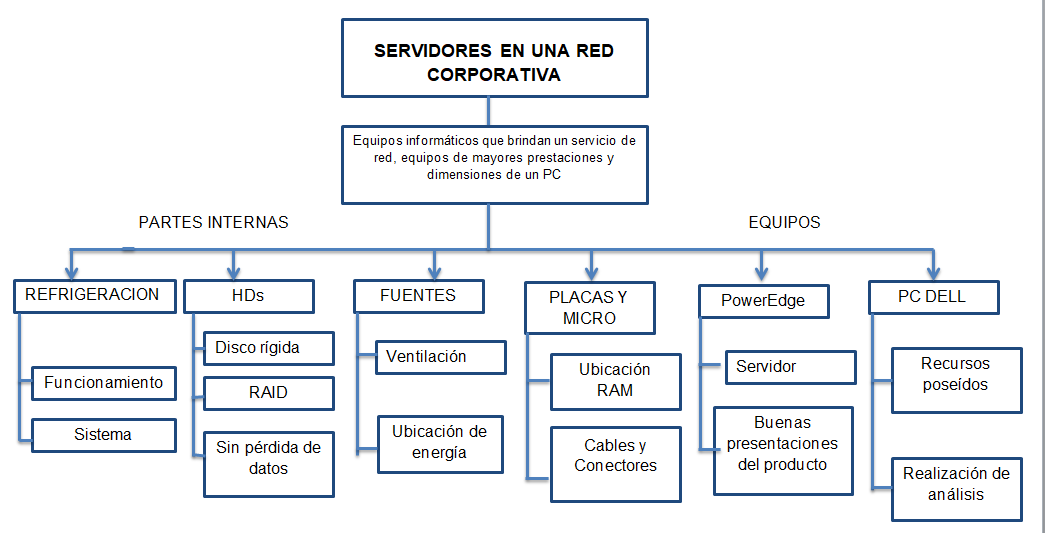 SERVIDORES EN UNA RED
CORPORATIVA
Equipos informáticos que brindan un servicio de
red, equipos de mayores prestaciones y
dimensiones de un PC
PARTES INTERNAS
EQUIPOS
REFRIGERACION
Funcionamiento
Sistema
HDs
Disco rígida
RAID
Sin pérdida de
datos
FUENTES
Ventilación
Ubicación de
energía
PLACAS Y
MICRO
Ubicación
RAM
Cables y
Conectores
PowerEdge
Servidor
Buenas
presentaciones
del producto
PC DELL
Recursos
poseídos
Realización de
análisis